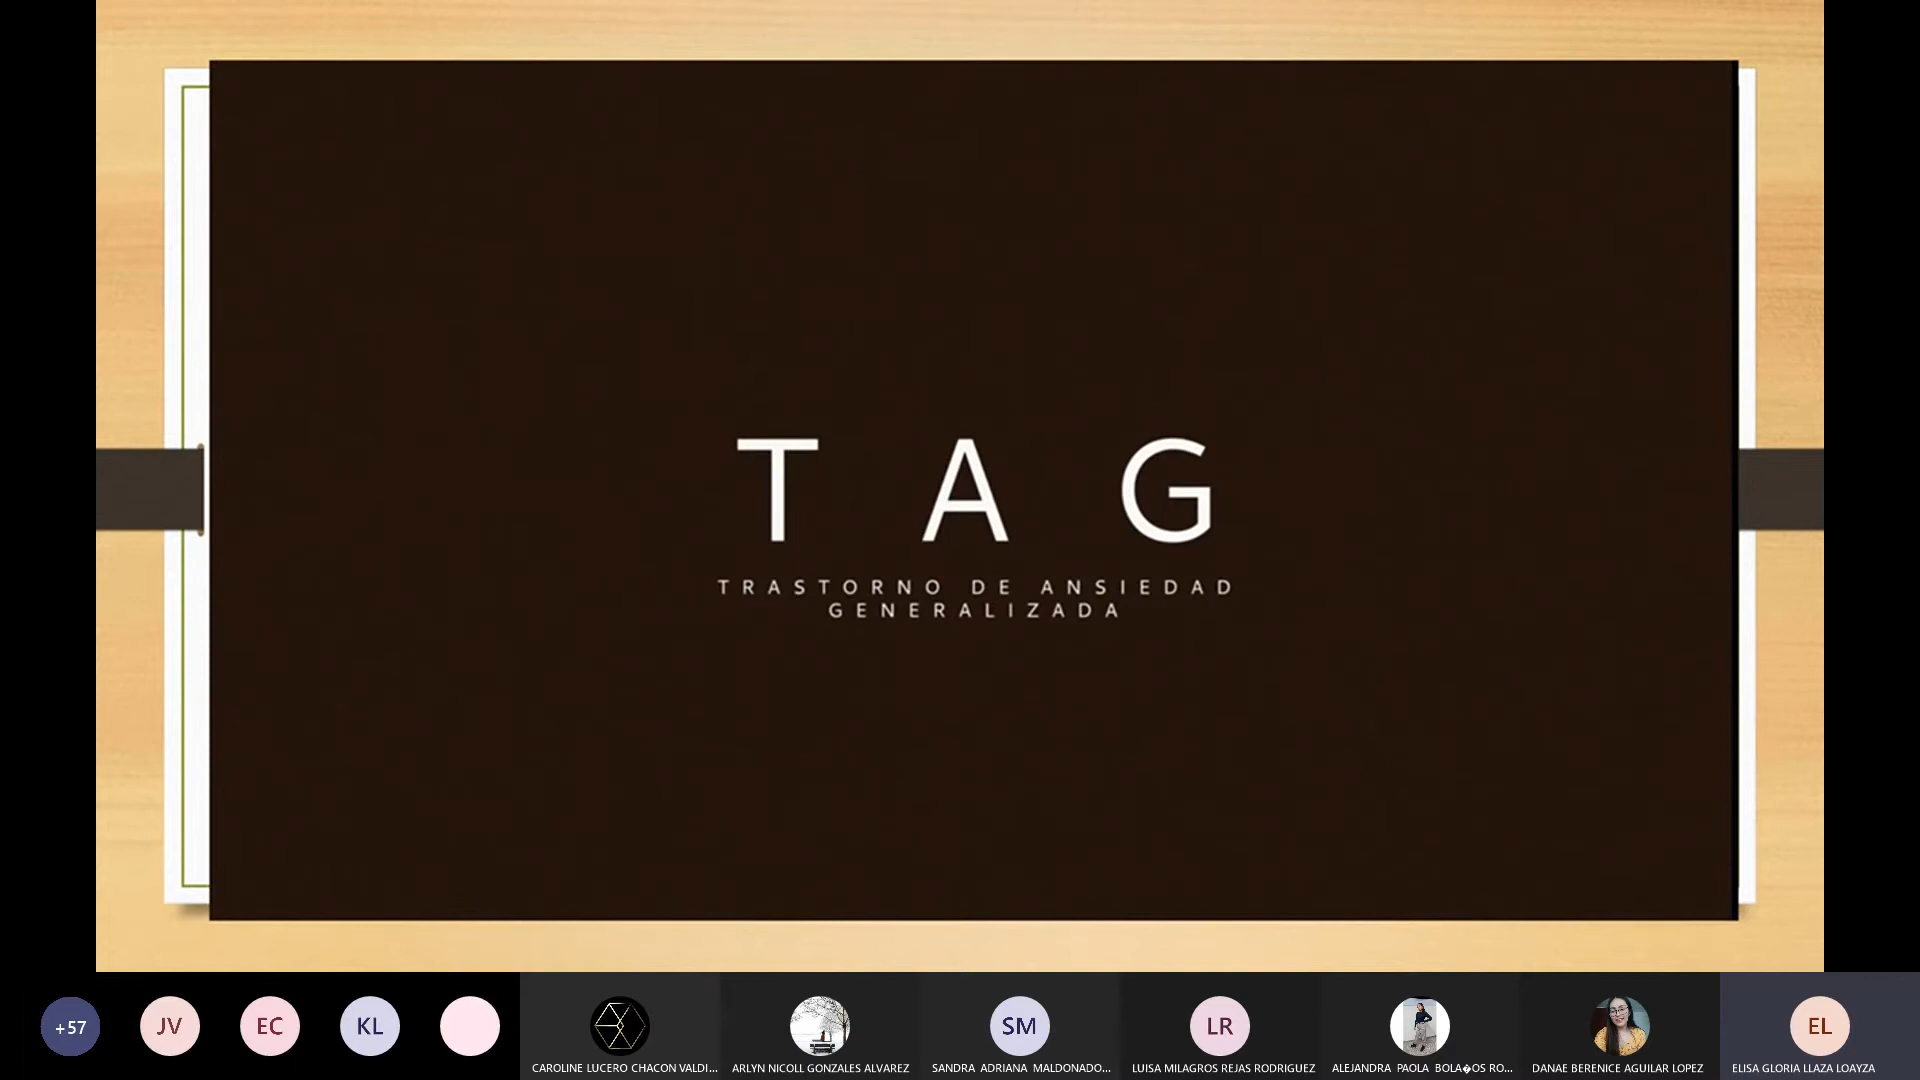 T A G
TRASTORNO DE ANSIEDAD
GENERALIZADA
+57
JV
EC
KL
SM
LR
EL
CAROLINE LUCERO CHACON VALDI...
ARLYN NICOLL GONZALES ALVAREZ
SANDRA ADRIANA MALDONADO...
LUISA MILAGROS REJAS RODRIGUEZ
ALEJANDRA PAOLA BOLA�OS RO...
DANAE BERENICE AGUILAR LOPEZ
ELISA GLORIA LLAZA LOAYZA